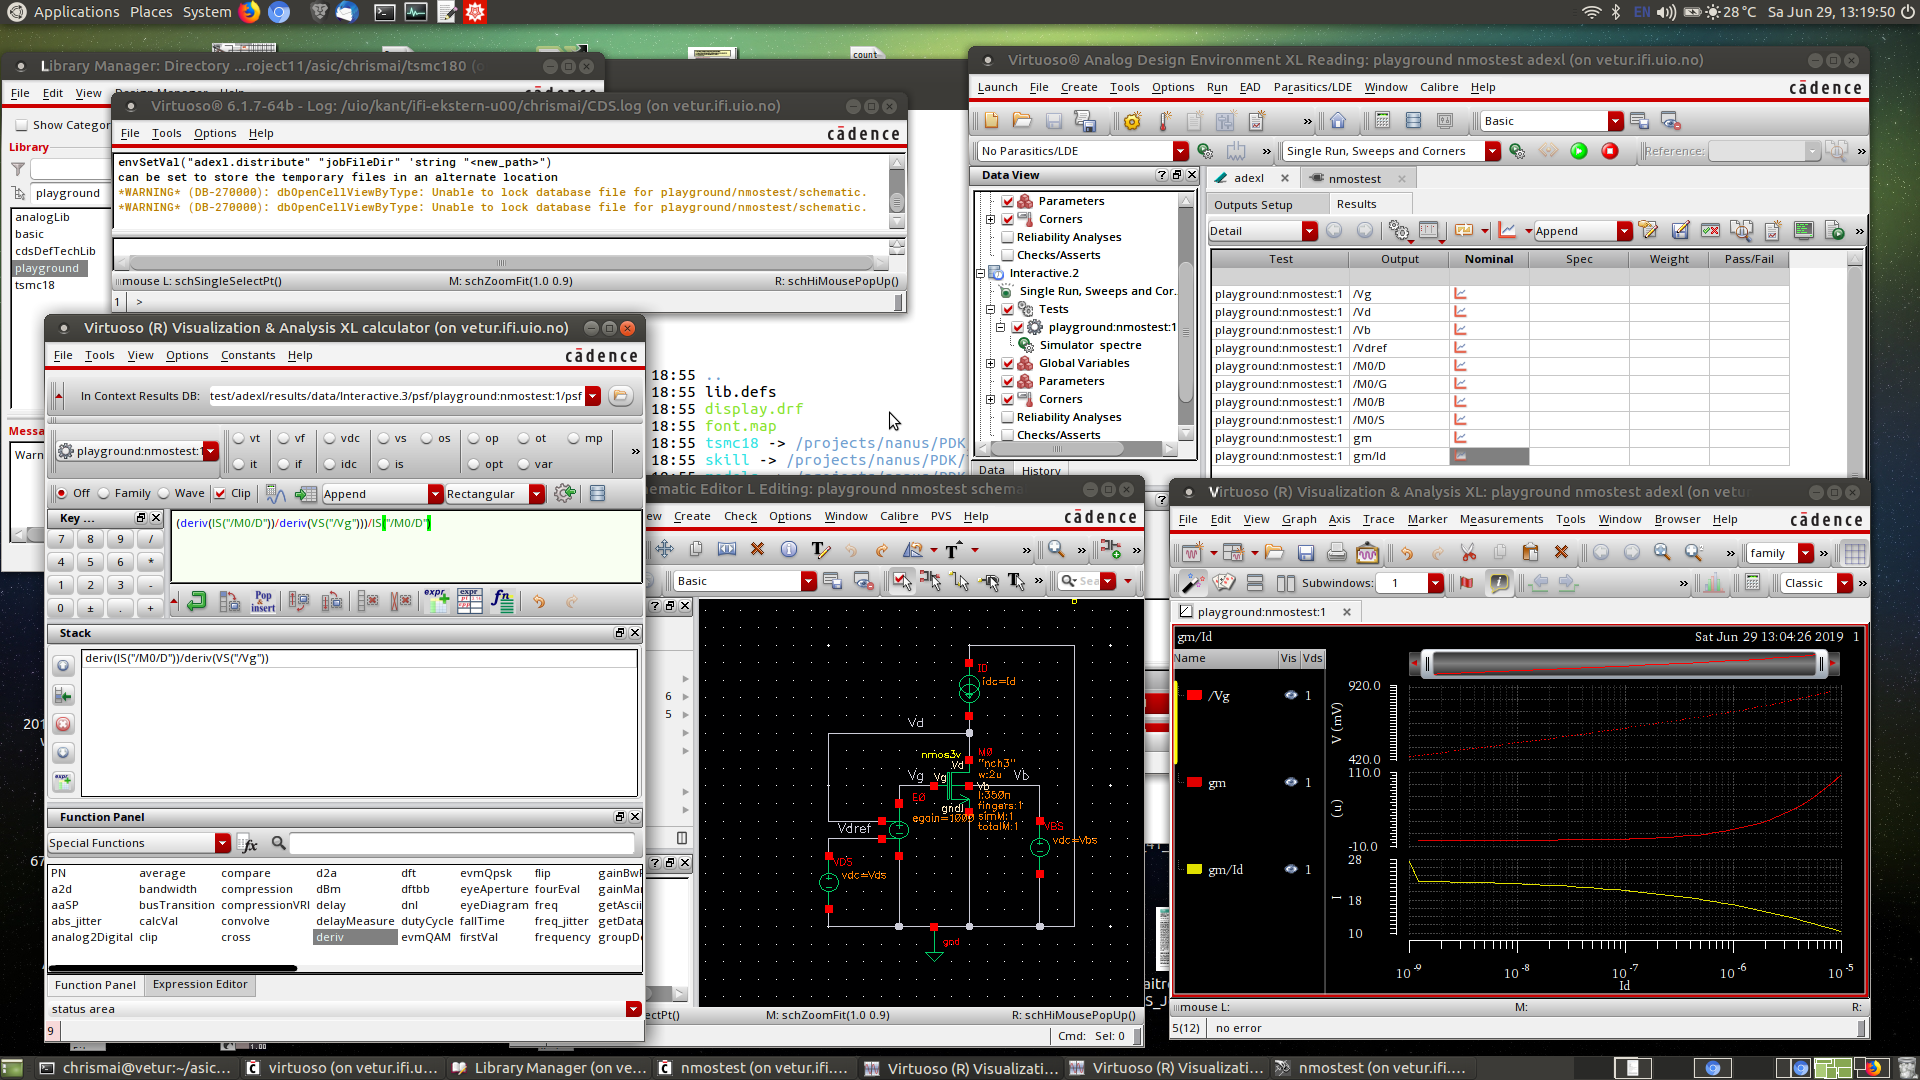 Applications Places System
EN 28 °C Sa Jun 29, 13:19:50
count
Library Manager: Directory ...roject11/asic/chrismai/tsmc180
File Edit View
Show Categor
Library
playground
analogLib
basic
cdsDefTechLib
playground
tsmc18
Messa
Warn
Virtuoso® 6.1.7-64b - Log: /uio/kant/ifi-ekstern-u00/chrismai/CDS.log (on vetur.ifi.uio.no)
File Tools Options Help
cādence
envSetVal("adexl.distribute" "jobFileDir" 'string "<new_path>")
can be set to store the temporary files in an alternate location
*WARNING* (DB-270000): dbOpenCellViewByType: Unable to lock database file for playground/nmostest/schematic.
*WARNING* (DB-270000): dbOpenCellViewByType: Unable to lock database file for playground/nmostest/schematic.
mouse L: schSingleSelectPt() M: schZoomFit(1.0 0.9) R: schHiMousePopUp()
1 >
18:55 ..
18:55 lib.defs
18:55 display.drf
18:55 font.map
18:55 tsmc18 -> /projects/nanus/PDK
18:55 skill -> /projects/nanus/PDK/
Virtuoso (R) Visualization & Analysis XL calculator (on vetur.ifi.uio.no)
File Tools View Options Constants Help
cādence
In Context Results DB: test/adexl/results/data/Interactive.3/psf/playground:nmostest:1/psf
playground:nmostest:1
vt vf vdc vs os op ot mp
it if idc is opt var
Off Family Wave Clip Append Rectangular
Key ...
7 8 9 /
4 5 6 *
1 2 3 -
0 ± . +
(deriv(IS("/M0/D"))/deriv(VS("/Vg")))/IS("/M0/D")
Pop insert expr expr fn
Stack
deriv(IS("/M0/D"))/deriv(VS("/Vg"))
expr
Function Panel
Special Functions
fx
PN average compare d2a dft evmQpsk flip gainBwP
a2d bandwidth compression dBm dftbb eyeAperture fourEval gainMar
aaSP busTransition compressionVRI delay dnl eyeDiagram freq getAscii
abs_jitter calcVal convolve delayMeasure dutyCycle fallTime freq_jitter getData
analog2Digital clip cross deriv evmQAM firstVal frequency groupDe
Function Panel Expression Editor
status area
9
Virtuoso® Analog Design Environment XL Reading: playground nmostest adexl (on vetur.ifi.uio.no)
Launch File Create Tools Options Run EAD Parasitics/LDE Window Calibre Help
cādence
Basic
No Parasitics/LDE Single Run, Sweeps and Corners Reference:
Data View
Parameters
Corners
Reliability Analyses
Checks/Asserts
Interactive.2
Single Run, Sweeps and Cor..
Tests
playground:nmostest:1
Simulator spectre
Global Variables
Parameters
Corners
Reliability Analyses
Checks/Asserts
Data History
adexl nmostest
Outputs Setup Results
Detail Append
Test Output Nominal Spec Weight Pass/Fail
playground:nmostest:1 /Vg
playground:nmostest:1 /Vd
playground:nmostest:1 /Vb
playground:nmostest:1 /Vdref
playground:nmostest:1 /M0/D
playground:nmostest:1 /M0/G
playground:nmostest:1 /M0/B
playground:nmostest:1 /M0/S
playground:nmostest:1 gm
playground:nmostest:1 gm/Id
ematic Editor L Editing: playground nmostest schema
ew Create Check Options Window Calibre PVS Help
cādence
Basic
Sea
6
5
ID
idc=Id
Vd
nmos3v
Vd
M0
"nch3"
w:2u
Vg Vg Vb Vb
l:350n
E0 gnd! fingers:1
egain=1000 simM:1
totalM:1
Vdref
VBS
vdc=Vbs
VDS
vdc=Vds
gnd
ectPt() M: schZoomFit(1.0 0.9) R: schHiMousePopUp()
Cmd: Sel: 0
Virtuoso (R) Visualization & Analysis XL: playground nmostest adexl (on vetur
File Edit View Graph Axis Trace Marker Measurements Tools Window Browser Help
cādence
family
Subwindows: 1 Classic
playground:nmostest:1
gm/Id Sat Jun 29 13:04:26 2019 1
Name Vis Vds
/Vg 1
gm 1
gm/Id 1
920.0
V (mV)
420.0
110.0
(u)
-10.0
28
I 18
10
10-9 10-8 10-7 10-6 10-5
Id
mouse L: M: R:
5(12) no error
chrismai@vetur:~/asic... virtuoso (on vetur.ifi.u... Library Manager (on ve... nmostest (on vetur.ifi.... Virtuoso (R) Visualizati... Virtuoso (R) Visualizati... nmostest (on vetur.ifi....